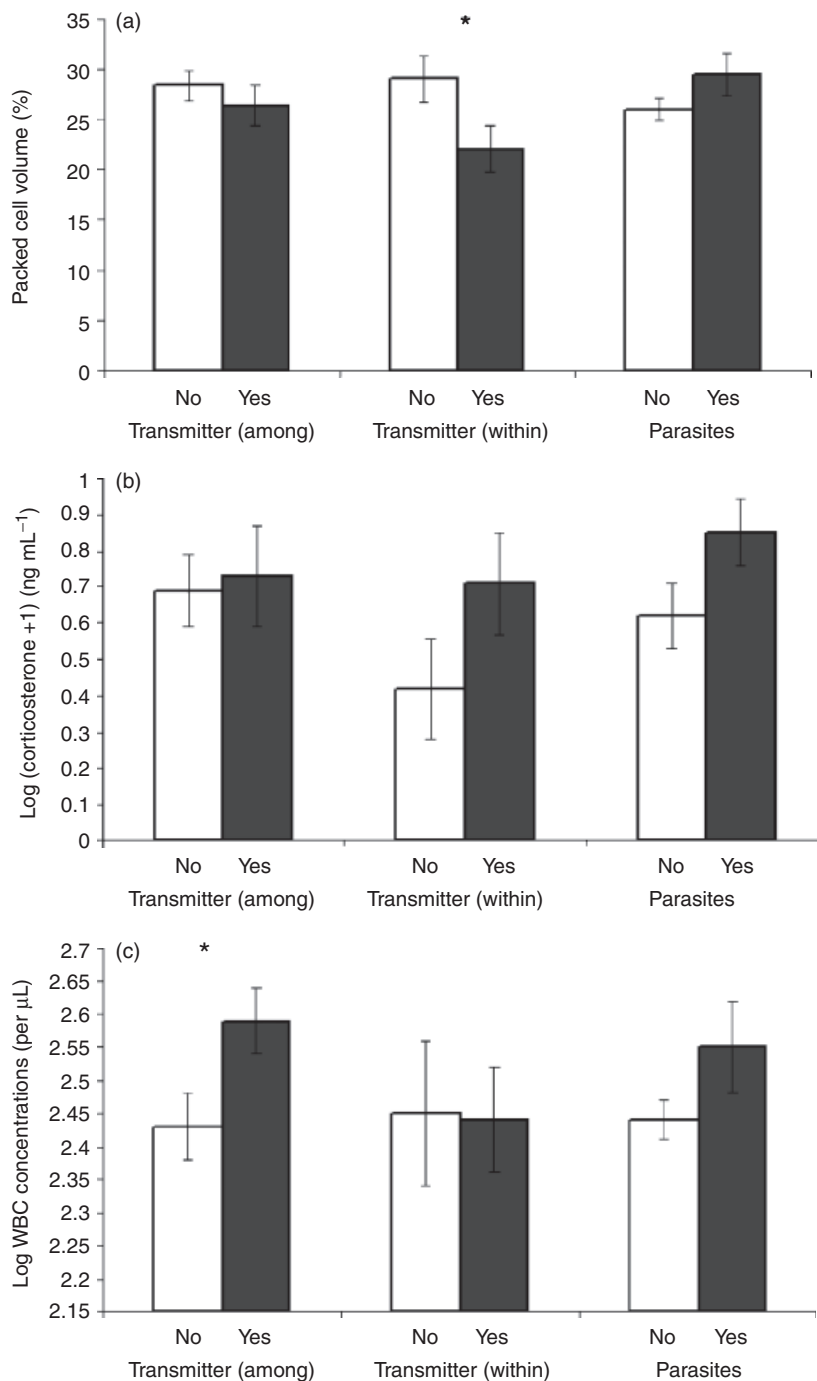 (a)
*
Packed cell volume (%)
35
30
25
20
15
10
5
0
No Yes No Yes No Yes
Transmitter (among) Transmitter (within) Parasites
(b)
Log (corticosterone +1) (ng mL⁻¹)
1
0.9
0.8
0.7
0.6
0.5
0.4
0.3
0.2
0.1
0
No Yes No Yes No Yes
Transmitter (among) Transmitter (within) Parasites
(c)
*
Log WBC concentrations (per μL)
2.7
2.65
2.6
2.55
2.5
2.45
2.4
2.35
2.3
2.25
2.2
2.15
No Yes No Yes No Yes
Transmitter (among) Transmitter (within) Parasites